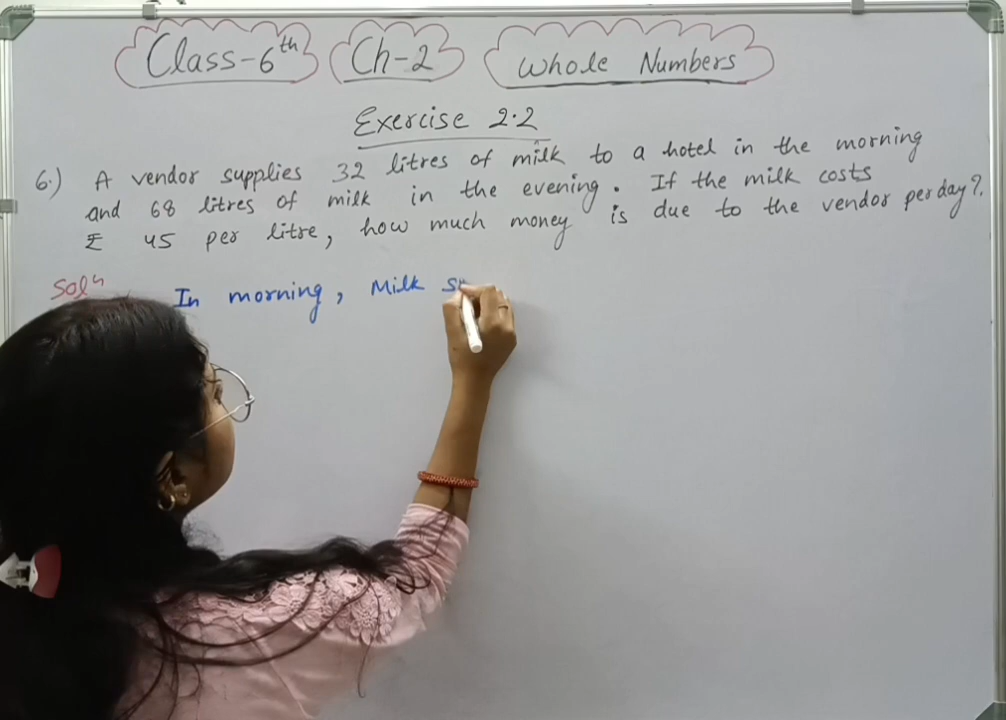 Class-6th Ch-2 Whole Numbers
Exercise 2.2
6.) A vendor supplies 32 litres of milk to a hotel in the morning
and 68 litres of milk in the evening. If the milk costs
₹ 45 per litre, how much money is due to the vendor per day?.
Solⁿ In morning, Milk